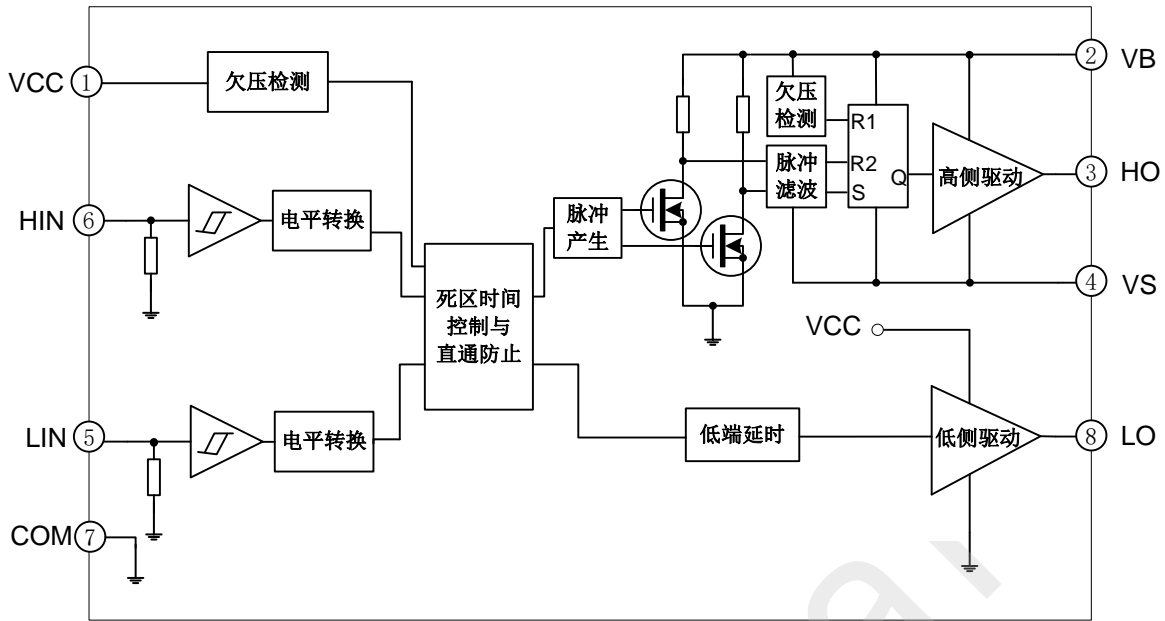 VCC
①
欠压检测
②
VB
欠压
检测
R1
脉冲
滤波
R2
S
Q
高侧驱动
③
HO
HIN
⑥
电平转换
脉冲
产生
④
VS
死区时间
控制与
直通防止
VCC
LIN
⑤
电平转换
低端延时
低侧驱动
⑧
LO
COM
⑦